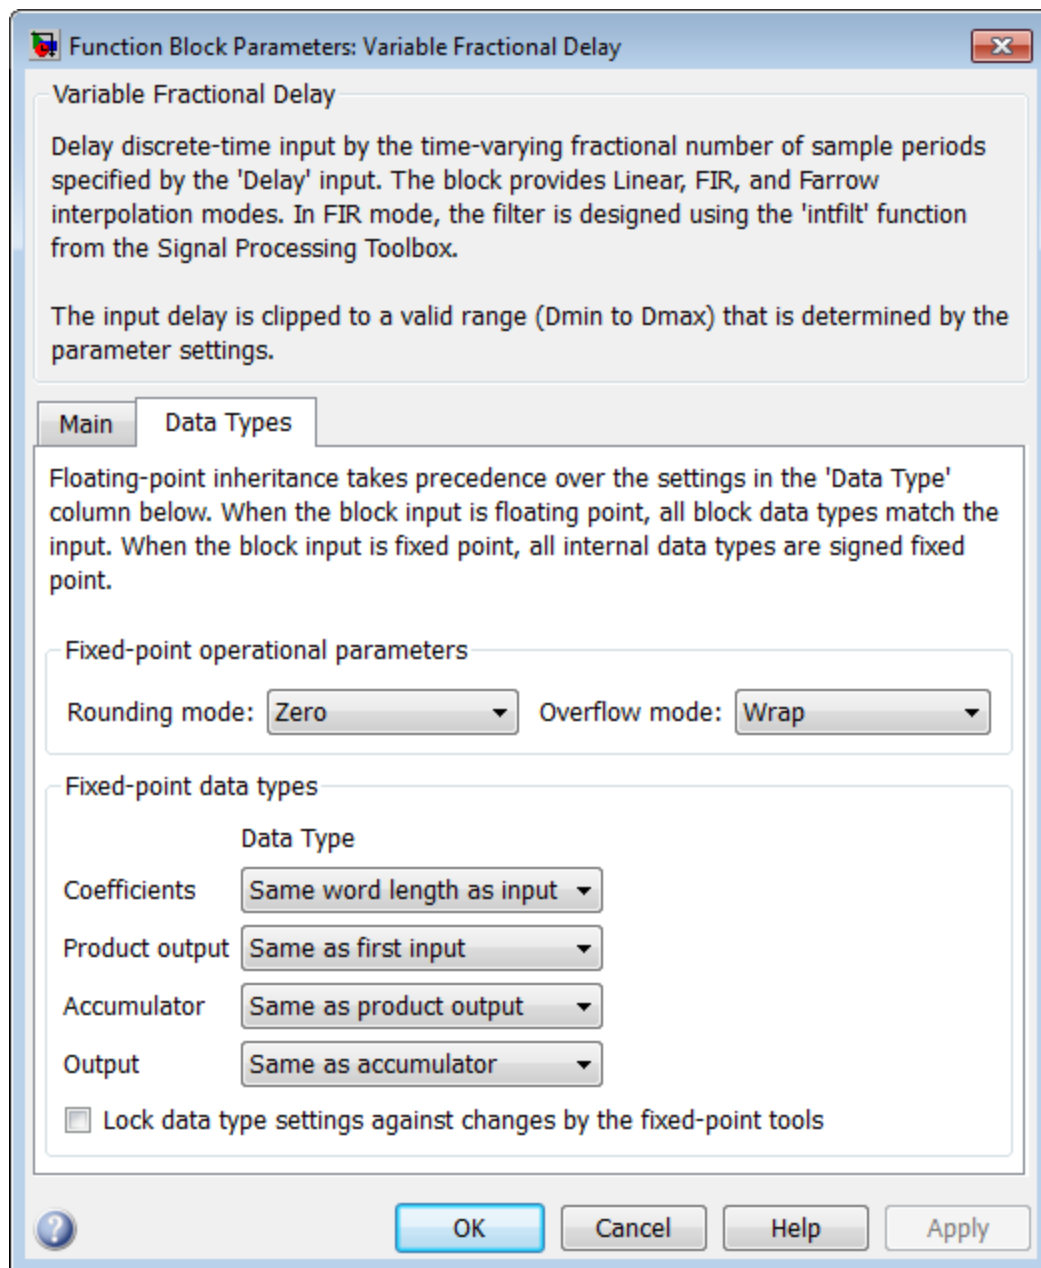 Function Block Parameters: Variable Fractional Delay
Variable Fractional Delay
Delay discrete-time input by the time-varying fractional number of sample periods
specified by the 'Delay' input. The block provides Linear, FIR, and Farrow
interpolation modes. In FIR mode, the filter is designed using the 'intfilt' function
from the Signal Processing Toolbox.
The input delay is clipped to a valid range (Dmin to Dmax) that is determined by the
parameter settings.
Main Data Types
Floating-point inheritance takes precedence over the settings in the 'Data Type'
column below. When the block input is floating point, all block data types match the
input. When the block input is fixed point, all internal data types are signed fixed
point.
Fixed-point operational parameters
Rounding mode: Zero Overflow mode: Wrap
Fixed-point data types
Data Type
Coefficients Same word length as input
Product output Same as first input
Accumulator Same as product output
Output Same as accumulator
Lock data type settings against changes by the fixed-point tools
? OK Cancel Help Apply